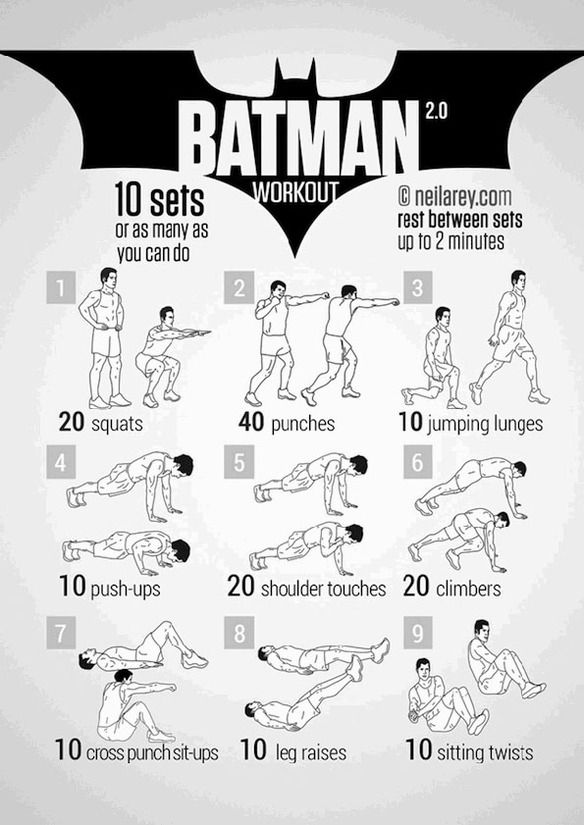 BATMAN 2.0
WORKOUT
10 sets
or as many as
you can do
© neilarey.com
rest between sets
up to 2 minutes
1
20 squats
2
40 punches
3
10 jumping lunges
4
10 push-ups
5
20 shoulder touches
6
20 climbers
7
10 cross punch sit-ups
8
10 leg raises
9
10 sitting twists